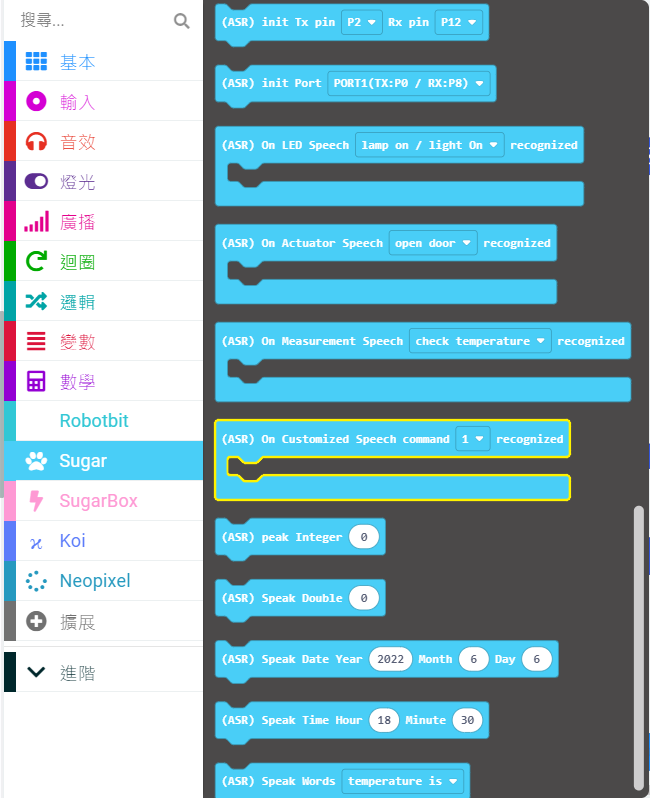 搜尋...
基本
輸入
音效
燈光
廣播
迴圈
邏輯
變數
數學
Robotbit
Sugar
SugarBox
Koi
Neopixel
擴展
進階
(ASR) init Tx pin P2 Rx pin P12
(ASR) init Port PORT1(TX:P0 / RX:P8)
(ASR) On LED Speech lamp on / light On recognized
(ASR) On Actuator Speech open door recognized
(ASR) On Measurement Speech check temperature recognized
(ASR) On Customized Speech command 1 recognized
(ASR) peak Integer 0
(ASR) Speak Double 0
(ASR) Speak Date Year 2022 Month 6 Day 6
(ASR) Speak Time Hour 18 Minute 30
(ASR) Speak Words temperature is